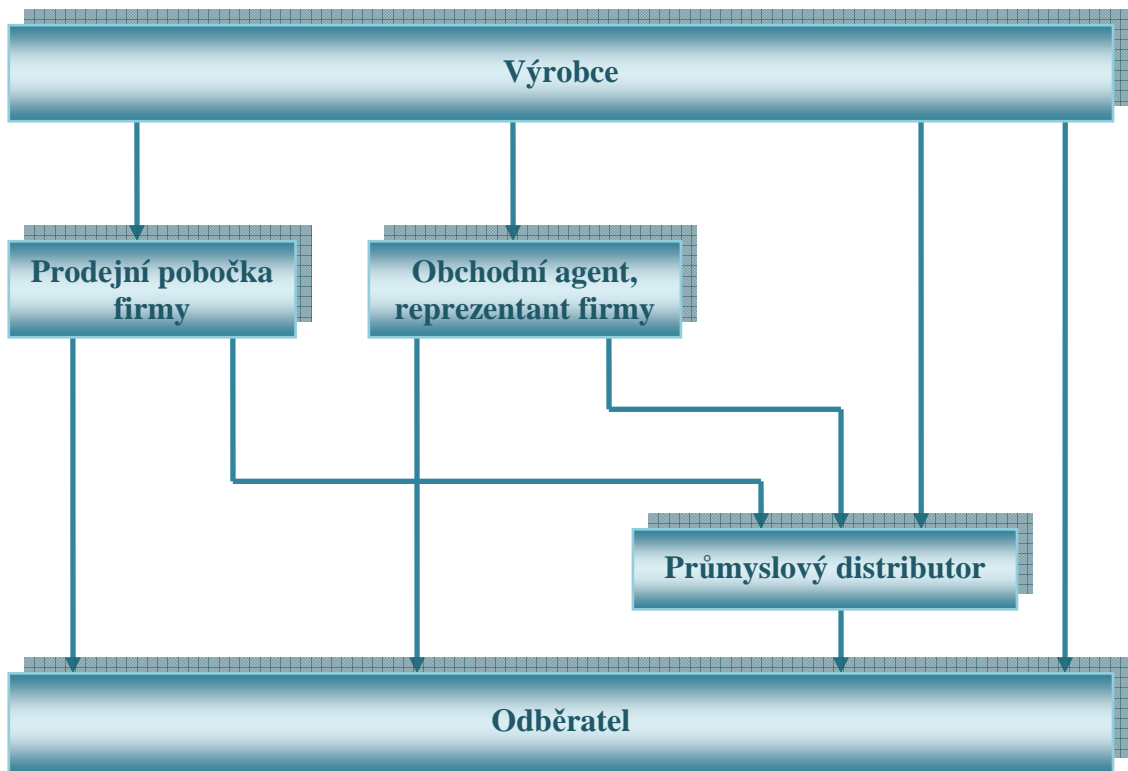 Výrobce
Prodejní pobočka
firmy
Obchodní agent,
reprezentant firmy
Průmyslový distributor
Odběratel